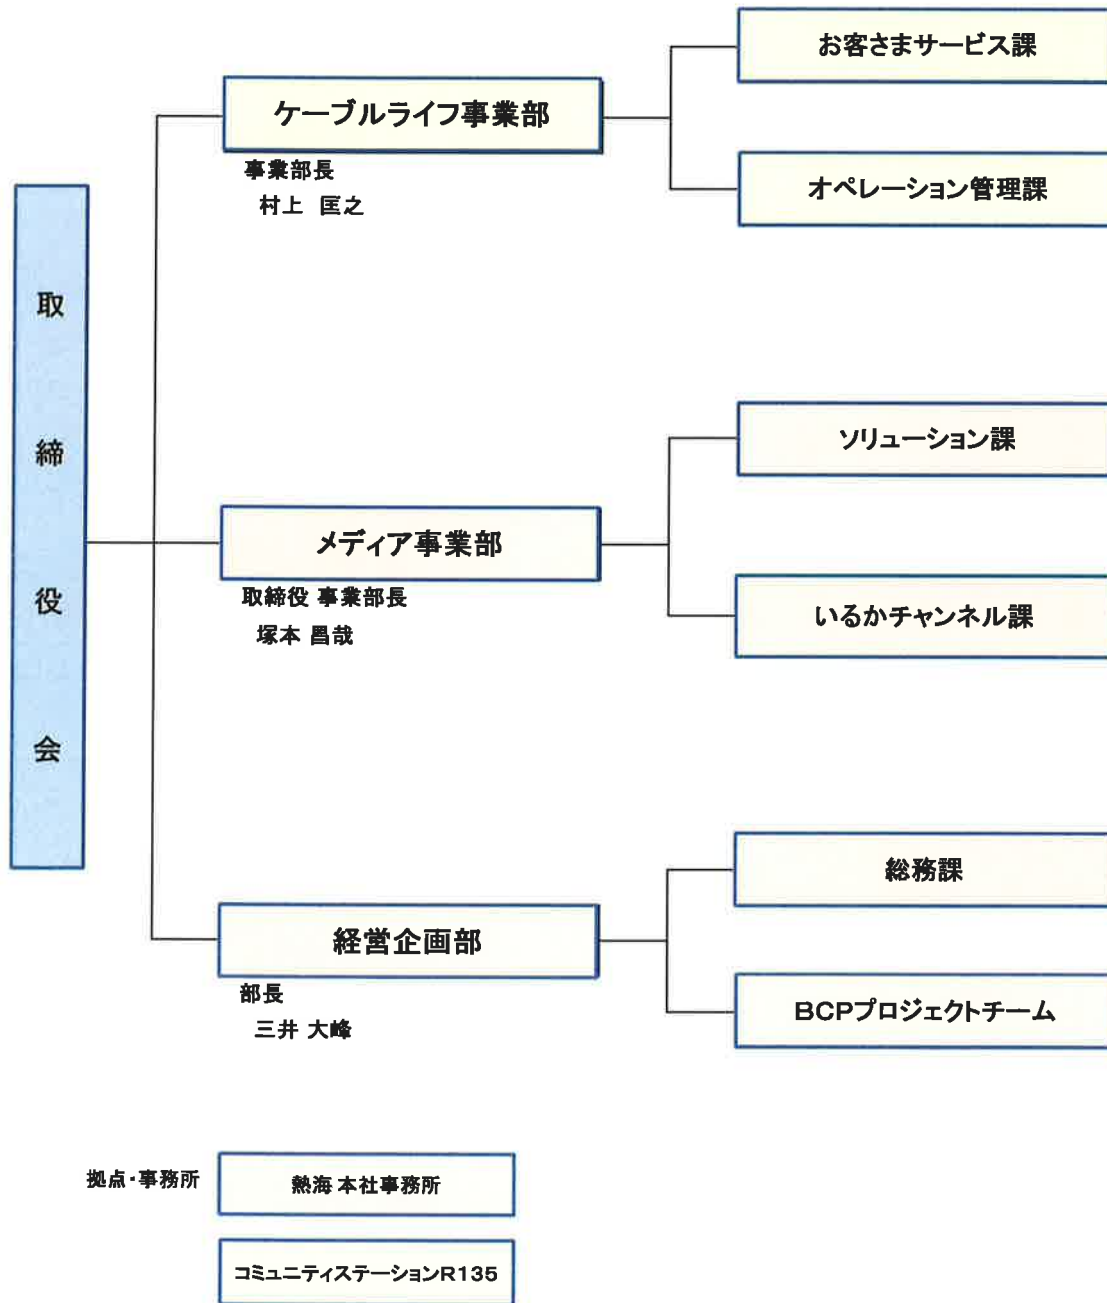 取締役会
ケーブルライフ事業部
事業部長
村上 匡之
お客さまサービス課
オペレーション管理課
メディア事業部
取締役 事業部長
塚本 昌哉
ソリューション課
いるかチャンネル課
経営企画部
部長
三井 大峰
総務課
BCPプロジェクトチーム
拠点・事務所
熱海 本社事務所
コミュニティステーションR135